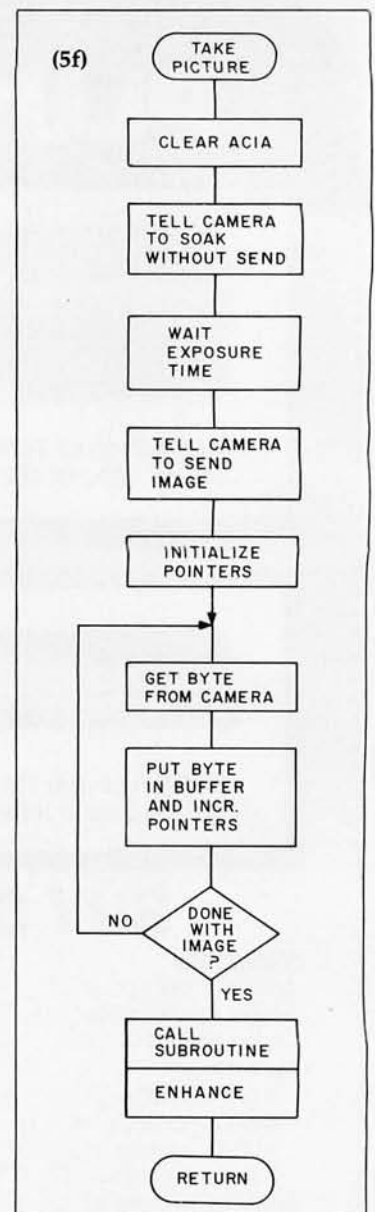 (5f)
TAKE
PICTURE
CLEAR ACIA
TELL CAMERA
TO SOAK
WITHOUT SEND
WAIT
EXPOSURE
TIME
TELL CAMERA
TO SEND
IMAGE
INITIALIZE
POINTERS
GET BYTE
FROM CAMERA
PUT BYTE
IN BUFFER
AND INCR.
POINTERS
DONE
WITH
IMAGE
?
NO
YES
CALL
SUBROUTINE
ENHANCE
RETURN